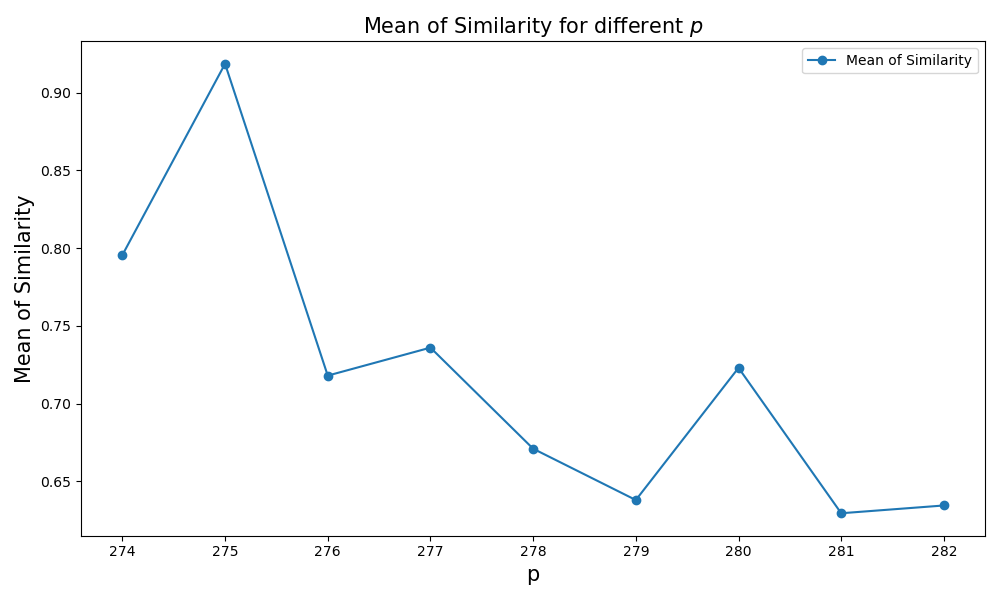 Mean of Similarity for different p
Mean of Similarity
0.90
0.85
0.80
0.75
0.70
0.65
Mean of Similarity
274 275 276 277 278 279 280 281 282
p